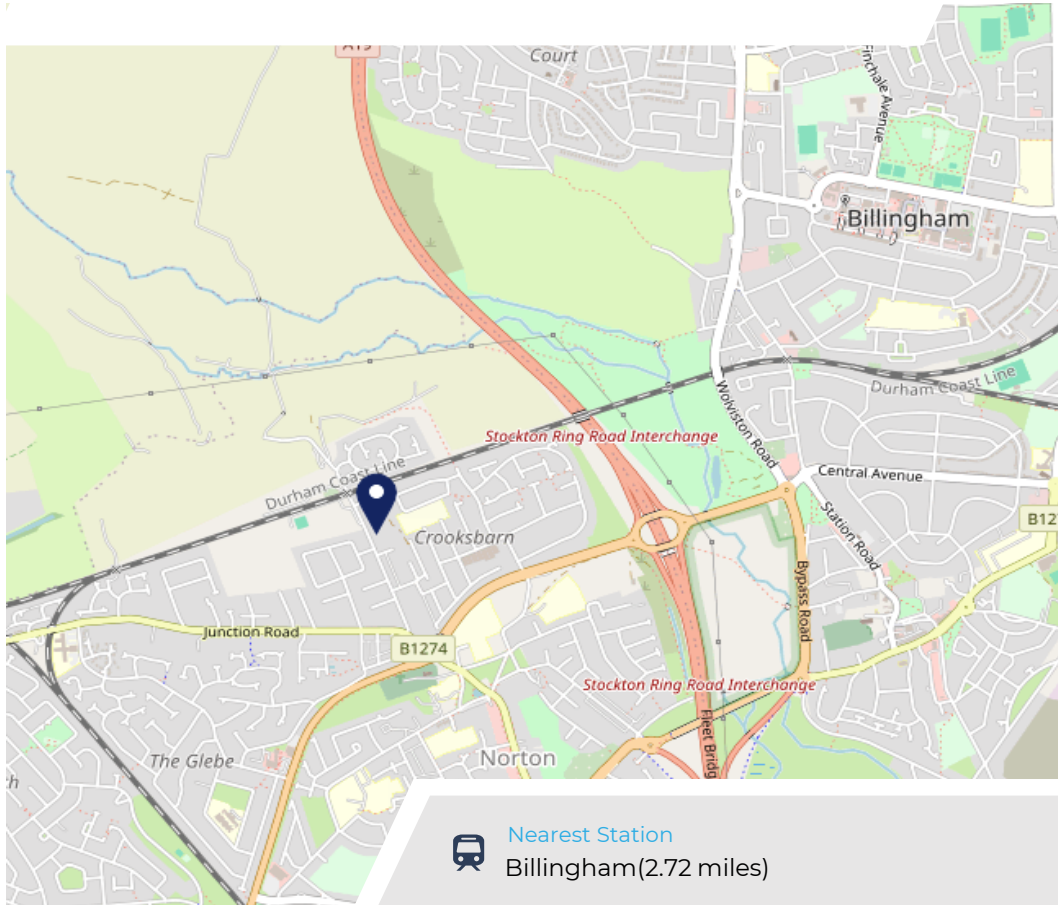 A19
Court
Finchale Avenue
Billingham
Durham Coast Line
Wolviston Road
Stockton Ring Road Interchange
Central Avenue
Durham Coast Line
Station Road
B12
Crooksbarn
Bypass Road
Junction Road
B1274
Stockton Ring Road Interchange
Fleet Bridg
The Glebe
Norton
Nearest Station
Billingham(2.72 miles)